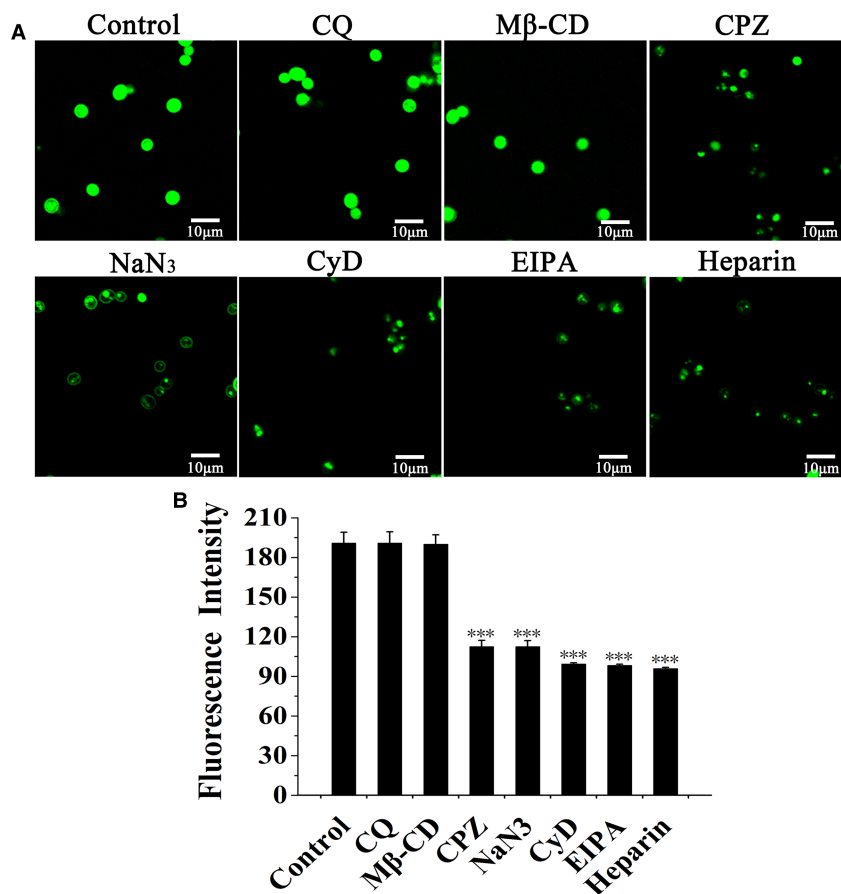 A
Control CQ Mβ-CD CPZ
10μm 10μm 10μm 10μm
NaN3 CyD EIPA Heparin
10μm 10μm 10μm 10μm
B
Fluorescence Intensity
210
180
150
120
90
60
30
0
*** *** *** *** ***
Control CQ Mβ-CD CPZ NaN3 CyD EIPA Heparin